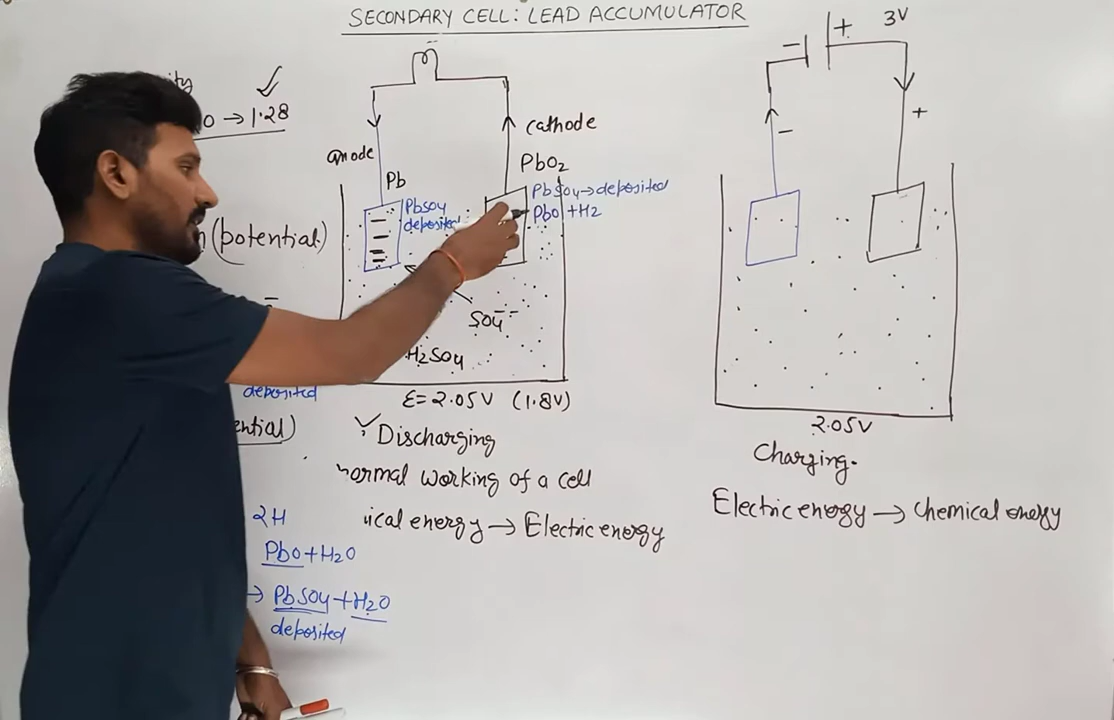 SECONDARY CELL: LEAD ACCUMULATOR
→ 1.28
(potential)
deposited
2H
PbO + H2O
→ PbSO4 + H2O
deposited
anode
Pb
cathode
PbO2
PbSO4
deposited
PbSO4 → deposited
PbO + H2
SO4--
H2SO4
ε = 2.05V (1.8V)
Discharging
normal working of a cell
ical energy → Electric energy
- + 3V
- +
2.05V
Charging.
Electric energy → Chemical energy